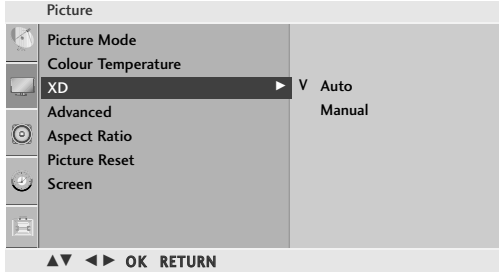 Picture
Picture Mode
Colour Temperature
XD ► V Auto
Advanced Manual
Aspect Ratio
Picture Reset
Screen
▲▼ ◄► OK RETURN